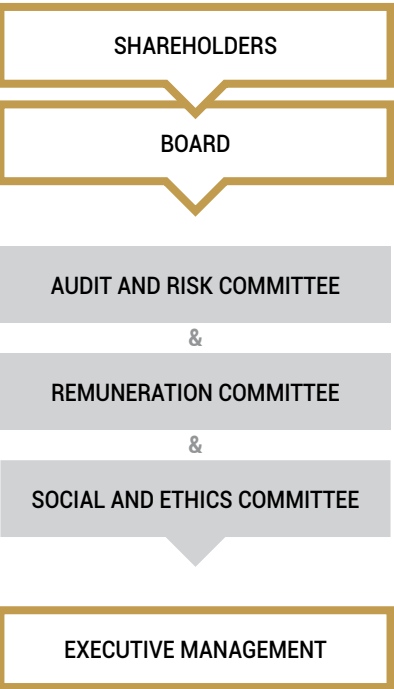 SHAREHOLDERS
BOARD
AUDIT AND RISK COMMITTEE
&
REMUNERATION COMMITTEE
&
SOCIAL AND ETHICS COMMITTEE
EXECUTIVE MANAGEMENT